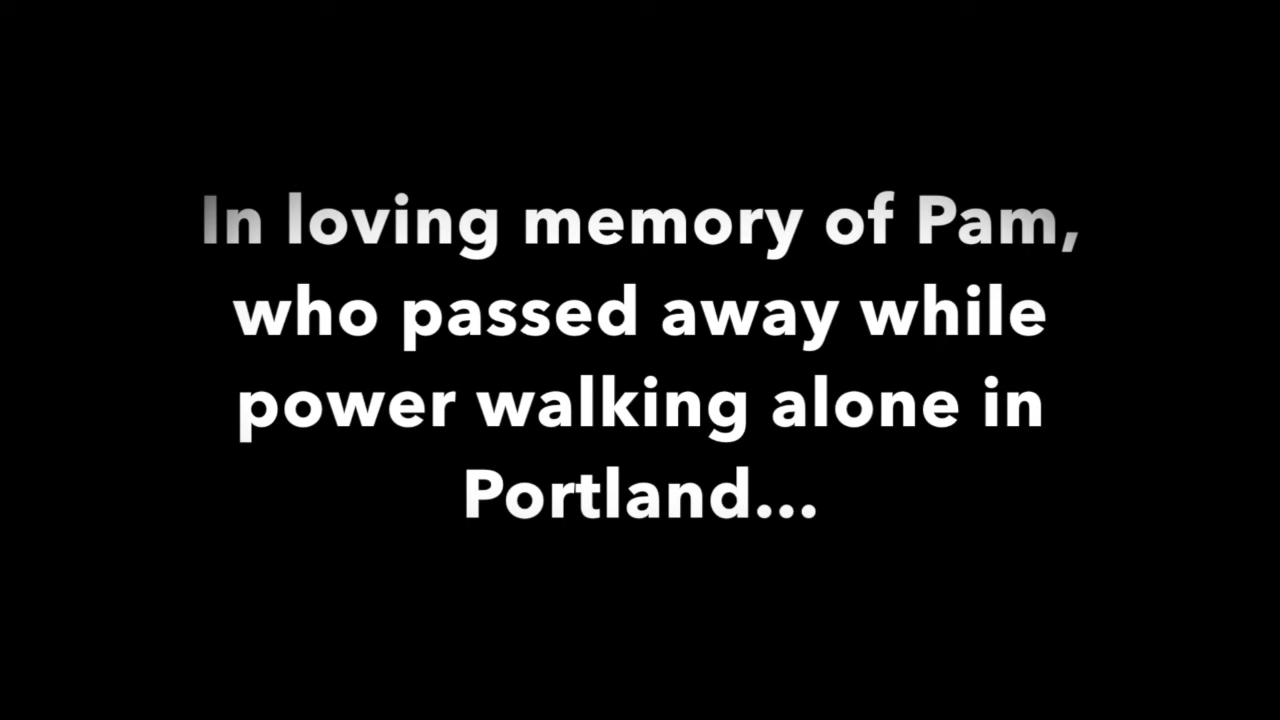 In loving memory of Pam,
who passed away while
power walking alone in
Portland...